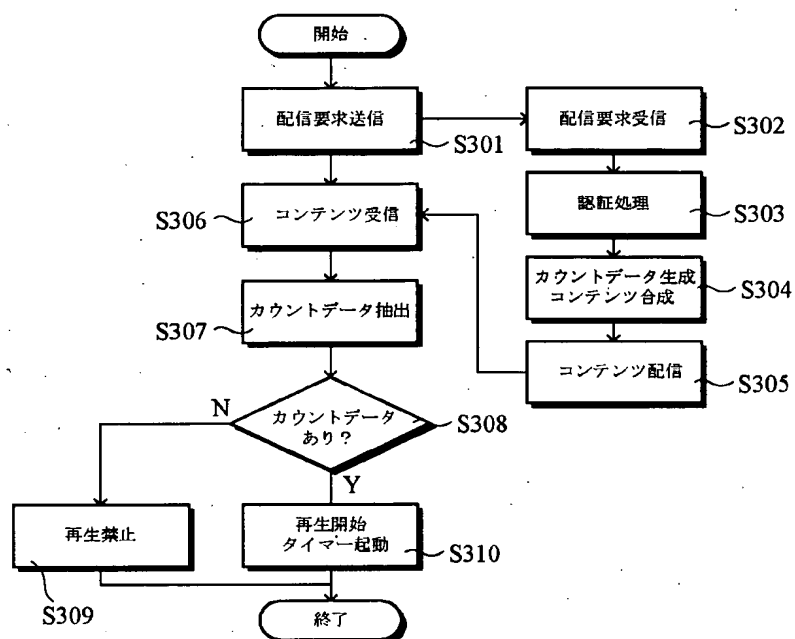 開始
配信要求送信
S301
配信要求受信
S302
認証処理
S303
カウントデータ生成
コンテンツ合成
S304
コンテンツ配信
S305
コンテンツ受信
S306
カウントデータ抽出
S307
カウントデータ
あり？
S308
N
Y
再生禁止
S309
再生開始
タイマー起動
S310
終了